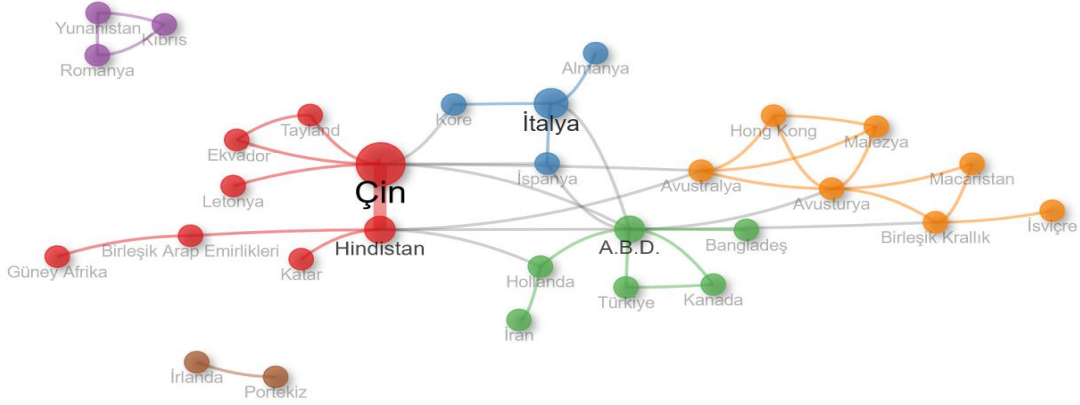 Yunanistan
Kıbrıs
Romanya
Almanya
Kore
İtalya
Tayland
Hong Kong
Malezya
Ekvador
Letonya
Çin
İspanya
Avustralya
Avusturya
Macaristan
Hindistan
A.B.D.
Bangladeş
Birleşik Krallık
İsviçre
Güney Afrika
Birleşik Arap Emirlikleri
Katar
Hollanda
Türkiye
Kanada
İran
İrlanda
Portekiz